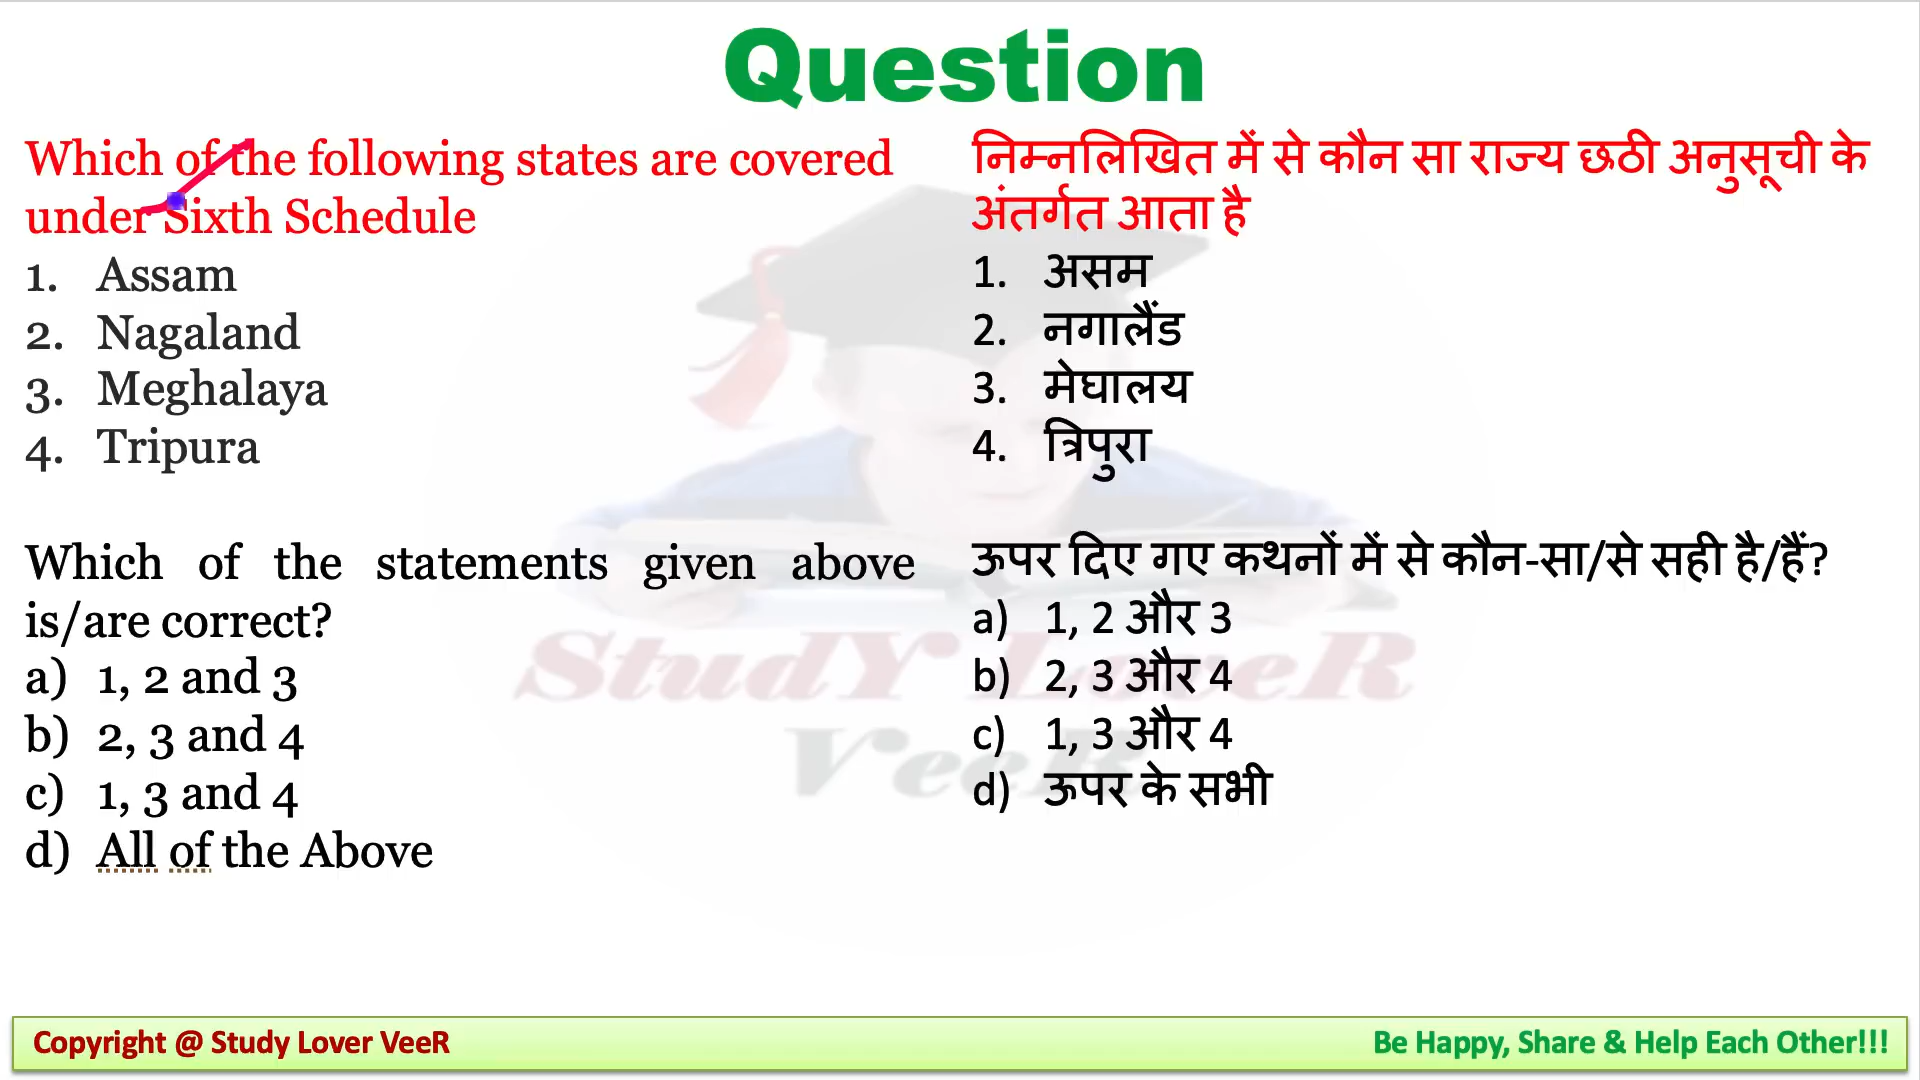 Question
Which of the following states are covered
under Sixth Schedule
1. Assam
2. Nagaland
3. Meghalaya
4. Tripura
Which of the statements given above
is/are correct?
a) 1, 2 and 3
b) 2, 3 and 4
c) 1, 3 and 4
d) All of the Above
निम्नलिखित में से कौन सा राज्य छठी अनुसूची के
अंतर्गत आता है
1. असम
2. नगालैंड
3. मेघालय
4. त्रिपुरा
ऊपर दिए गए कथनों में से कौन-सा/से सही है/हैं?
a) 1, 2 और 3
b) 2, 3 और 4
c) 1, 3 और 4
d) ऊपर के सभी
StudY LoveR
VeeR
Copyright @ Study Lover VeeR
Be Happy, Share & Help Each Other!!!